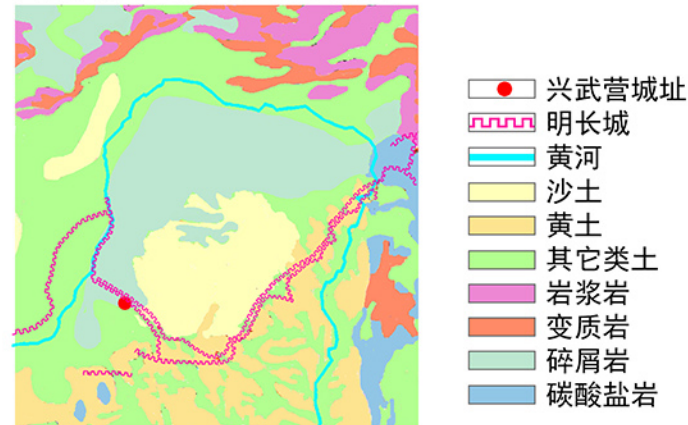 兴武营城址
明长城
黄河
沙土
黄土
其它类土
岩浆岩
变质岩
碎屑岩
碳酸盐岩